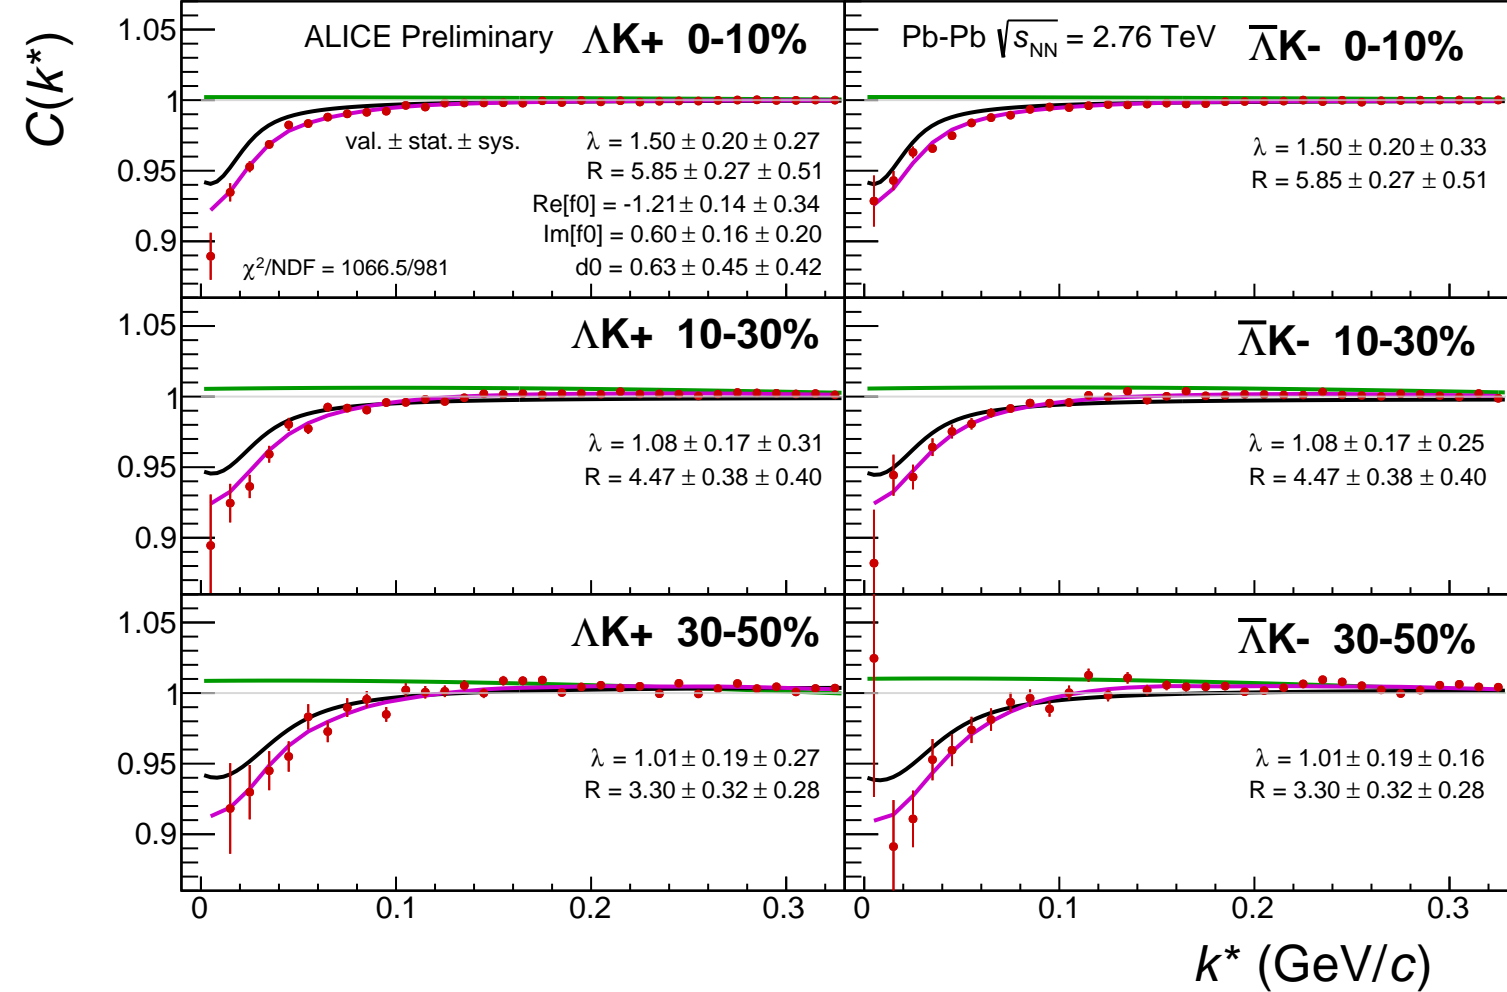 C(k*)
1.05
1
0.95
0.9
ALICE Preliminary ΛK+ 0-10%
val. ± stat. ± sys.
λ = 1.50 ± 0.20 ± 0.27
R = 5.85 ± 0.27 ± 0.51
Re[f0] = -1.21 ± 0.14 ± 0.34
Im[f0] = 0.60 ± 0.16 ± 0.20
χ²/NDF = 1066.5/981
d0 = 0.63 ± 0.45 ± 0.42
Pb-Pb √s_NN = 2.76 TeV Λ̅K- 0-10%
λ = 1.50 ± 0.20 ± 0.33
R = 5.85 ± 0.27 ± 0.51
1.05
1
0.95
0.9
ΛK+ 10-30%
λ = 1.08 ± 0.17 ± 0.31
R = 4.47 ± 0.38 ± 0.40
Λ̅K- 10-30%
λ = 1.08 ± 0.17 ± 0.25
R = 4.47 ± 0.38 ± 0.40
1.05
1
0.95
0.9
ΛK+ 30-50%
λ = 1.01 ± 0.19 ± 0.27
R = 3.30 ± 0.32 ± 0.28
Λ̅K- 30-50%
λ = 1.01 ± 0.19 ± 0.16
R = 3.30 ± 0.32 ± 0.28
0 0.1 0.2 0.3
0 0.1 0.2 0.3
k* (GeV/c)